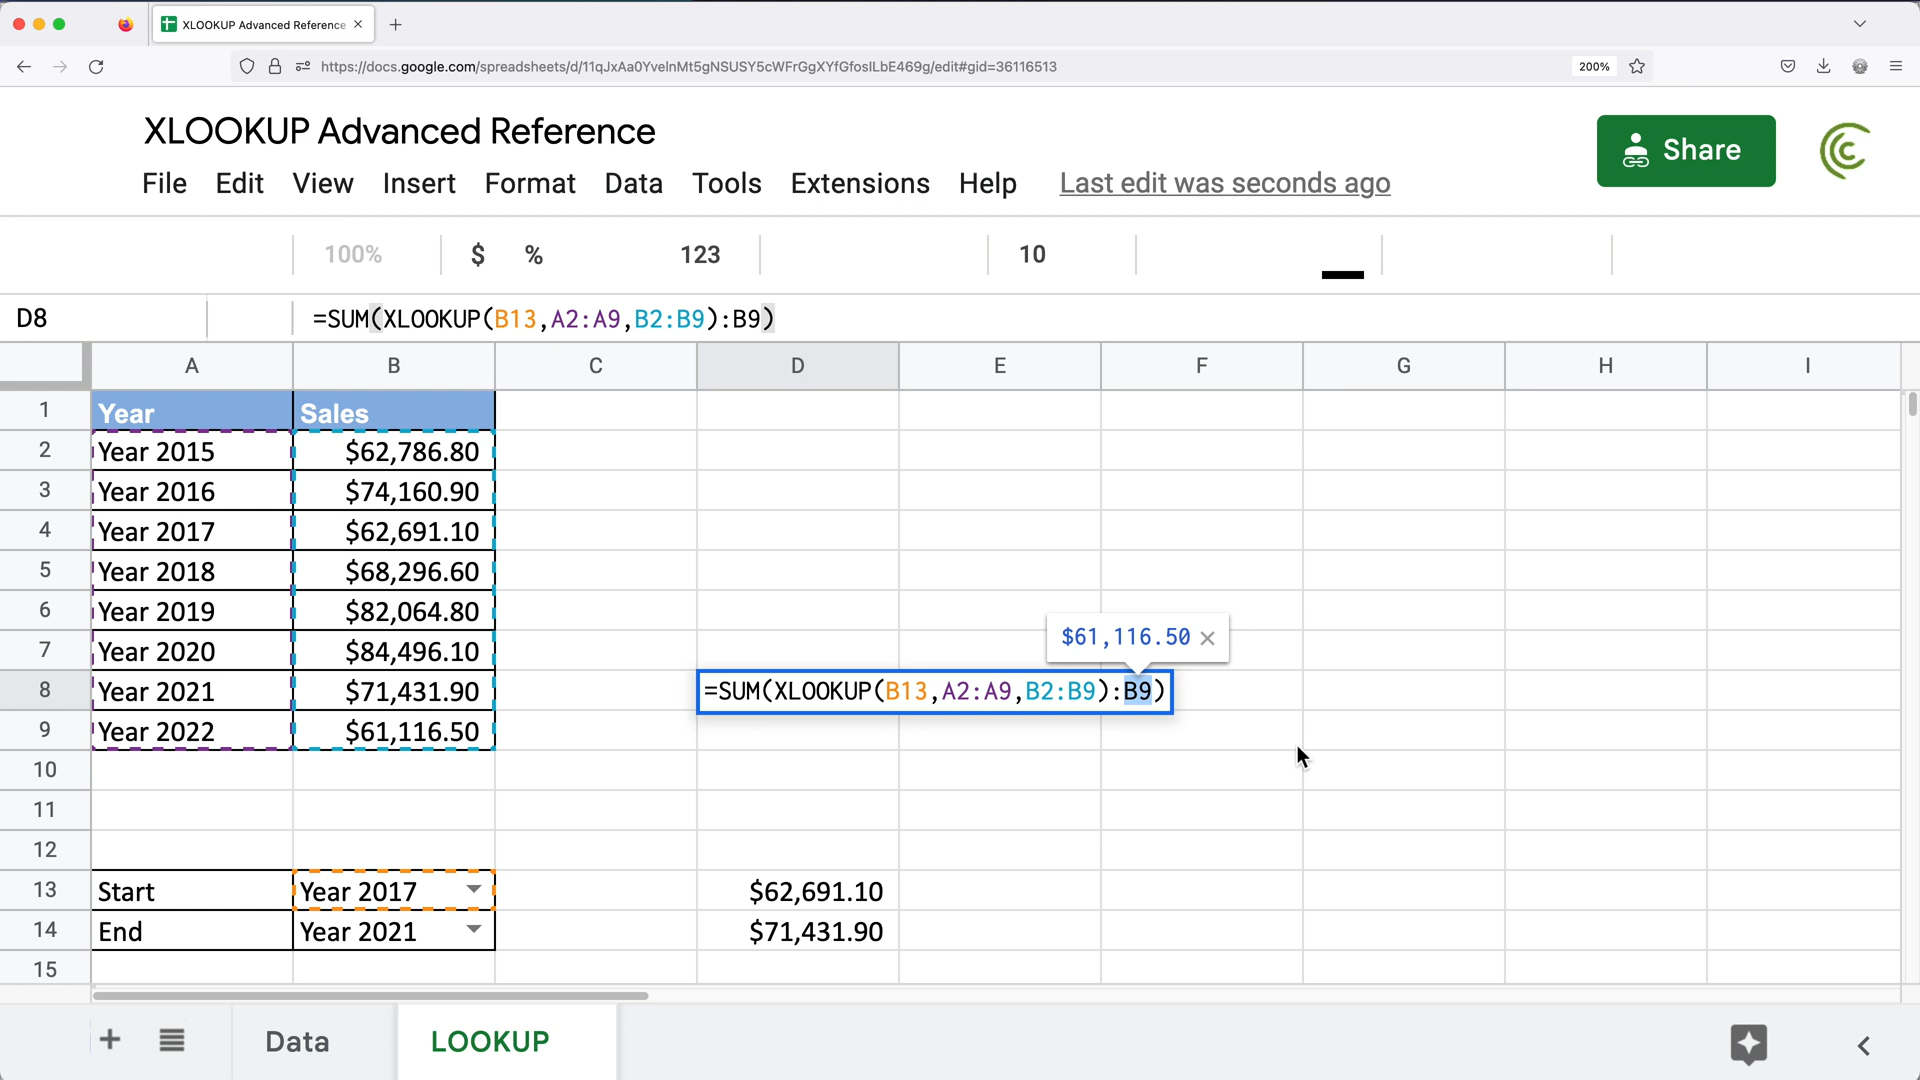 XLOOKUP Advanced Reference
https://docs.google.com/spreadsheets/d/11qJxAa0YvelnMt5gNSUSY5cWFrGgXYfGfosILbE469g/edit#gid=36116513
200%
XLOOKUP Advanced Reference
File Edit View Insert Format Data Tools Extensions Help Last edit was seconds ago
Share
100% $ % 123 10
D8 =SUM(XLOOKUP(B13,A2:A9,B2:B9):B9)
A B C D E F G H I
1 Year Sales
2 Year 2015 $62,786.80
3 Year 2016 $74,160.90
4 Year 2017 $62,691.10
5 Year 2018 $68,296.60
6 Year 2019 $82,064.80
$61,116.50
7 Year 2020 $84,496.10
8 Year 2021 $71,431.90 =SUM(XLOOKUP(B13,A2:A9,B2:B9):B9)
9 Year 2022 $61,116.50
10
11
12
13 Start Year 2017 $62,691.10
14 End Year 2021 $71,431.90
15
Data LOOKUP